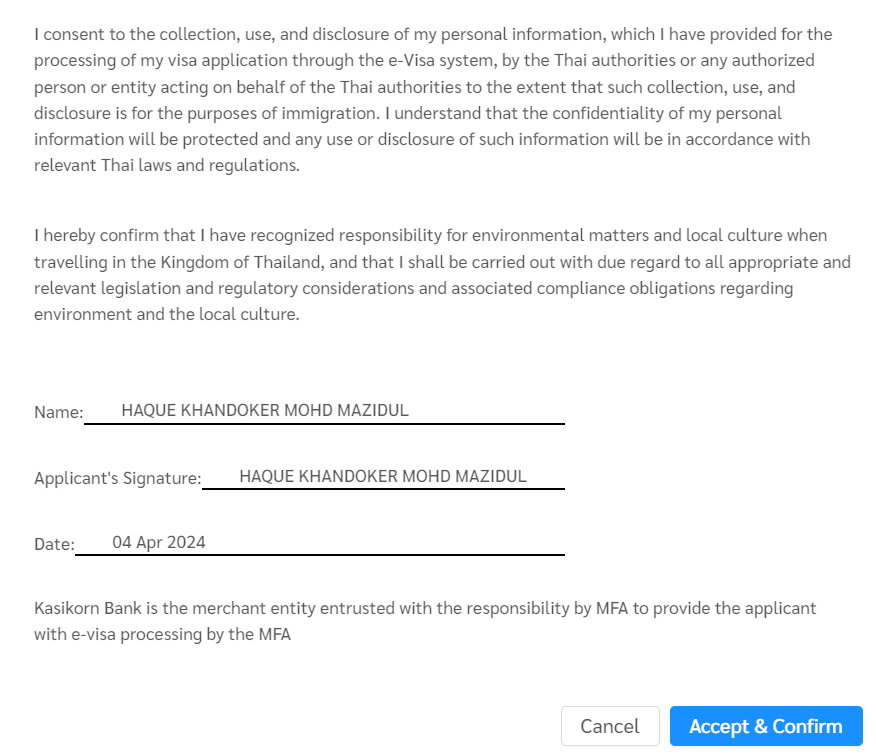 I consent to the collection, use, and disclosure of my personal information, which I have provided for the
processing of my visa application through the e-Visa system, by the Thai authorities or any authorized
person or entity acting on behalf of the Thai authorities to the extent that such collection, use, and
disclosure is for the purposes of immigration. I understand that the confidentiality of my personal
information will be protected and any use or disclosure of such information will be in accordance with
relevant Thai laws and regulations.
I hereby confirm that I have recognized responsibility for environmental matters and local culture when
travelling in the Kingdom of Thailand, and that I shall be carried out with due regard to all appropriate and
relevant legislation and regulatory considerations and associated compliance obligations regarding
environment and the local culture.
Name: HAQUE KHANDOKER MOHD MAZIDUL
Applicant's Signature: HAQUE KHANDOKER MOHD MAZIDUL
Date: 04 Apr 2024
Kasikorn Bank is the merchant entity entrusted with the responsibility by MFA to provide the applicant
with e-visa processing by the MFA
Cancel Accept & Confirm